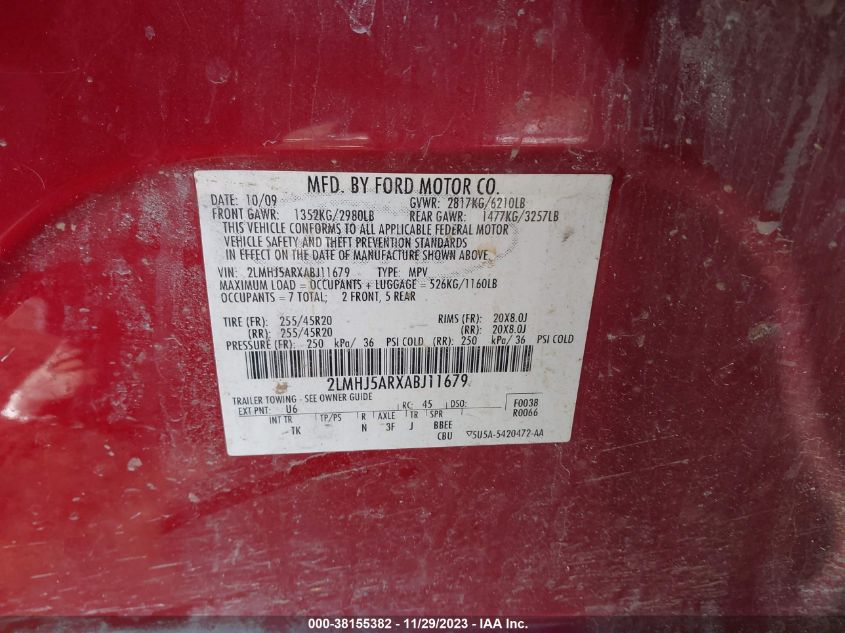 MFD. BY FORD MOTOR CO.
DATE: 10/09 GVWR: 2817KG/6210LB
FRONT GAWR: 1352KG/2980LB REAR GAWR: 1477KG/3257LB
THIS VEHICLE CONFORMS TO ALL APPLICABLE FEDERAL MOTOR
VEHICLE SAFETY AND THEFT PREVENTION STANDARDS
IN EFFECT ON THE DATE OF MANUFACTURE SHOWN ABOVE.
VIN: 2LMHJ5ARXABJ11679 TYPE: MPV
MAXIMUM LOAD = OCCUPANTS + LUGGAGE = 526KG/1160LB
OCCUPANTS = 7 TOTAL; 2 FRONT, 5 REAR
TIRE (FR): 255/45R20 RIMS (FR): 20X8.0J
(RR): 255/45R20 (RR): 20X8.0J
PRESSURE (FR): 250 kPa/ 36 PSI COLD (RR): 250 kPa/ 36 PSI COLD
2LMHJ5ARXABJ11679
TRAILER TOWING - SEE OWNER GUIDE
EXT PNT: U6 RC: 45 DSO: F0038
R0066
INT TR TP/PS R AXLE TR SPR
TK N 3F J BBEE
CBU ▽5U5A-5420472-AA
000-38155382 - 11/29/2023 - IAA Inc.